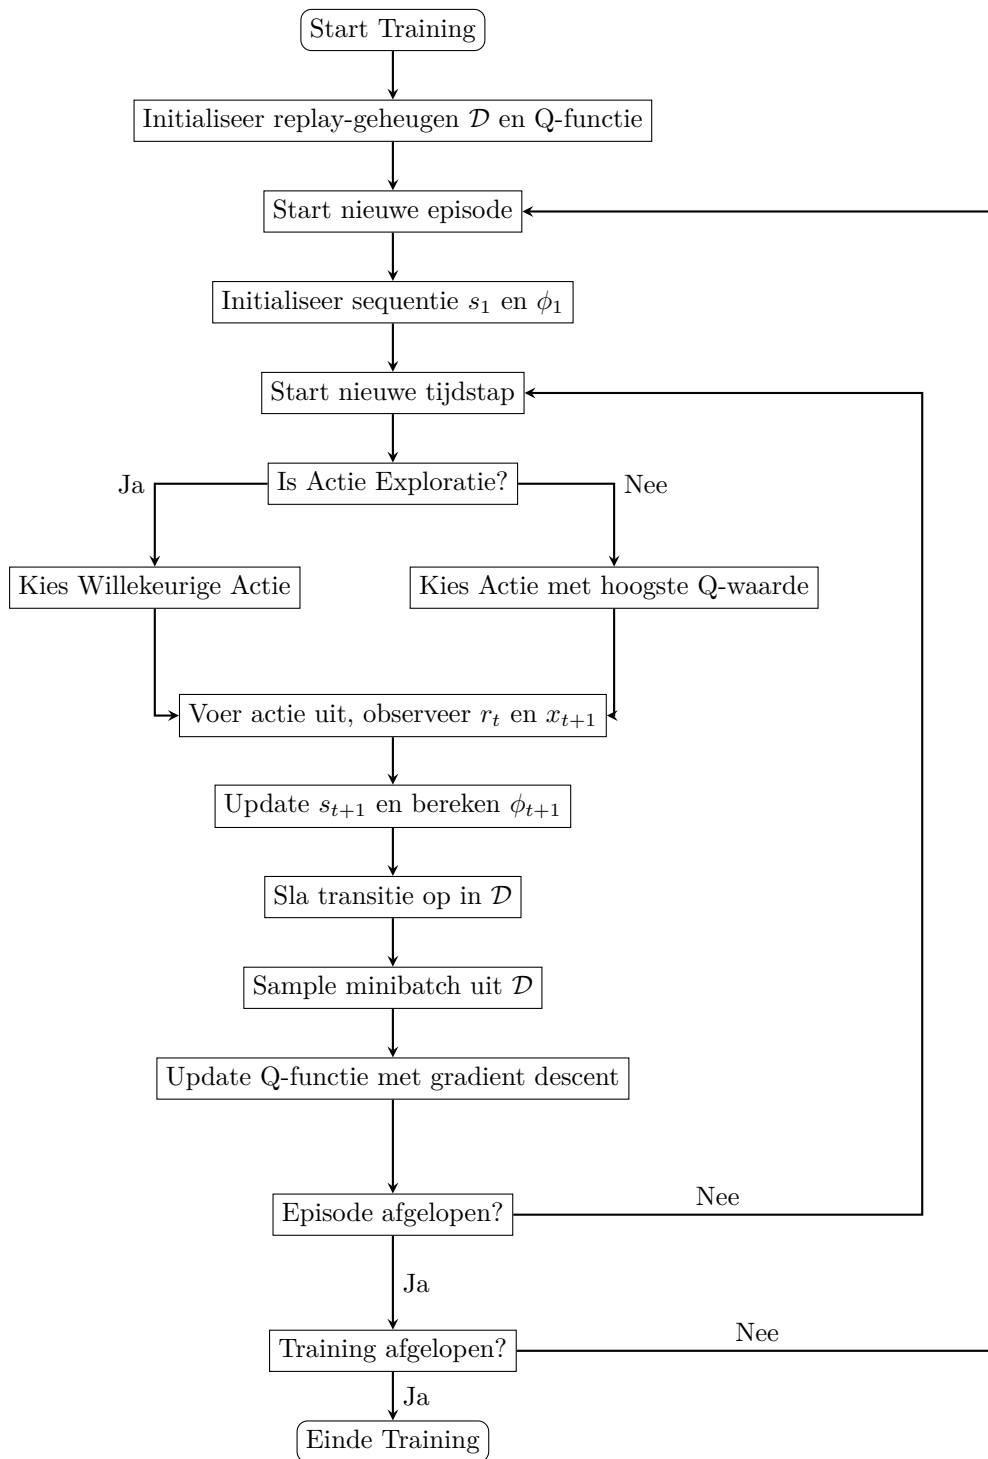 Start Training
Initialiseer replay-geheugen 𝒟 en Q-functie
Start nieuwe episode
Initialiseer sequentie s₁ en ϕ₁
Start nieuwe tijdstap
Is Actie Exploratie?
Ja
Nee
Kies Willekeurige Actie
Kies Actie met hoogste Q-waarde
Voer actie uit, observeer rₜ en xₜ₊₁
Update sₜ₊₁ en bereken ϕₜ₊₁
Sla transitie op in 𝒟
Sample minibatch uit 𝒟
Update Q-functie met gradient descent
Episode afgelopen?
Nee
Ja
Training afgelopen?
Nee
Ja
Einde Training